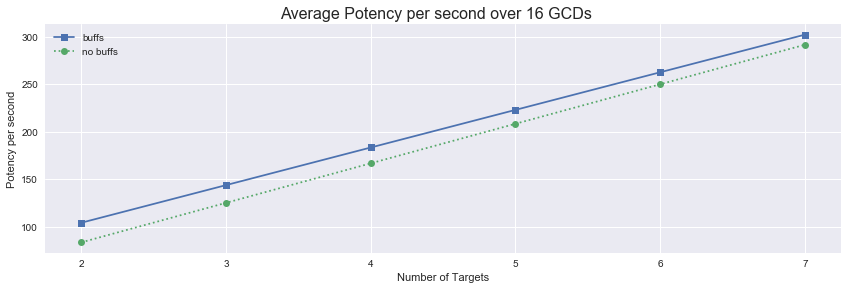 Average Potency per second over 16 GCDs
buffs
no buffs
Potency per second
300
250
200
150
100
2 3 4 5 6 7
Number of Targets